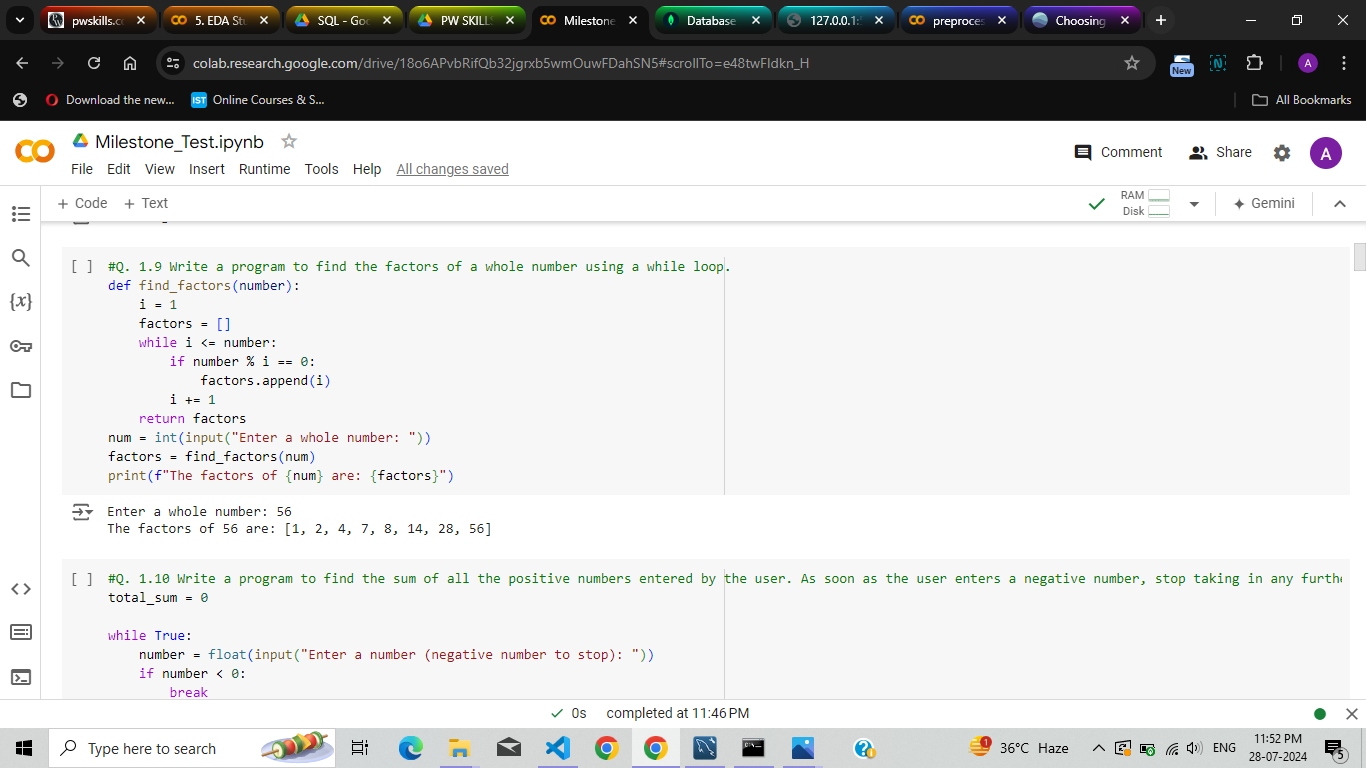 pwskills.c
5. EDA St
SQL - Goo
PW SKILL
Milestone
Database
127.0.0.1:
preproces
Choosing
colab.research.google.com/drive/18o6APvbRifQb32jgrxb5wmOuwFDahSN5#scrollTo=e48twFldkn_H
New
N
A
Download the new...
IST
Online Courses & S...
All Bookmarks
Milestone_Test.ipynb
File Edit View Insert Runtime Tools Help All changes saved
Comment
Share
A
+ Code + Text
RAM
Disk
Gemini
[ ] #Q. 1.9 Write a program to find the factors of a whole number using a while loop.
def find_factors(number):
i = 1
factors = []
while i <= number:
if number % i == 0:
factors.append(i)
i += 1
return factors
num = int(input("Enter a whole number: "))
factors = find_factors(num)
print(f"The factors of {num} are: {factors}")
Enter a whole number: 56
The factors of 56 are: [1, 2, 4, 7, 8, 14, 28, 56]
[ ] #Q. 1.10 Write a program to find the sum of all the positive numbers entered by the user. As soon as the user enters a negative number, stop taking in any furthe
total_sum = 0
while True:
number = float(input("Enter a number (negative number to stop): "))
if number < 0:
break
{x}
0s completed at 11:46 PM
Type here to search
1
36°C Haze
ENG
11:52 PM
28-07-2024
5